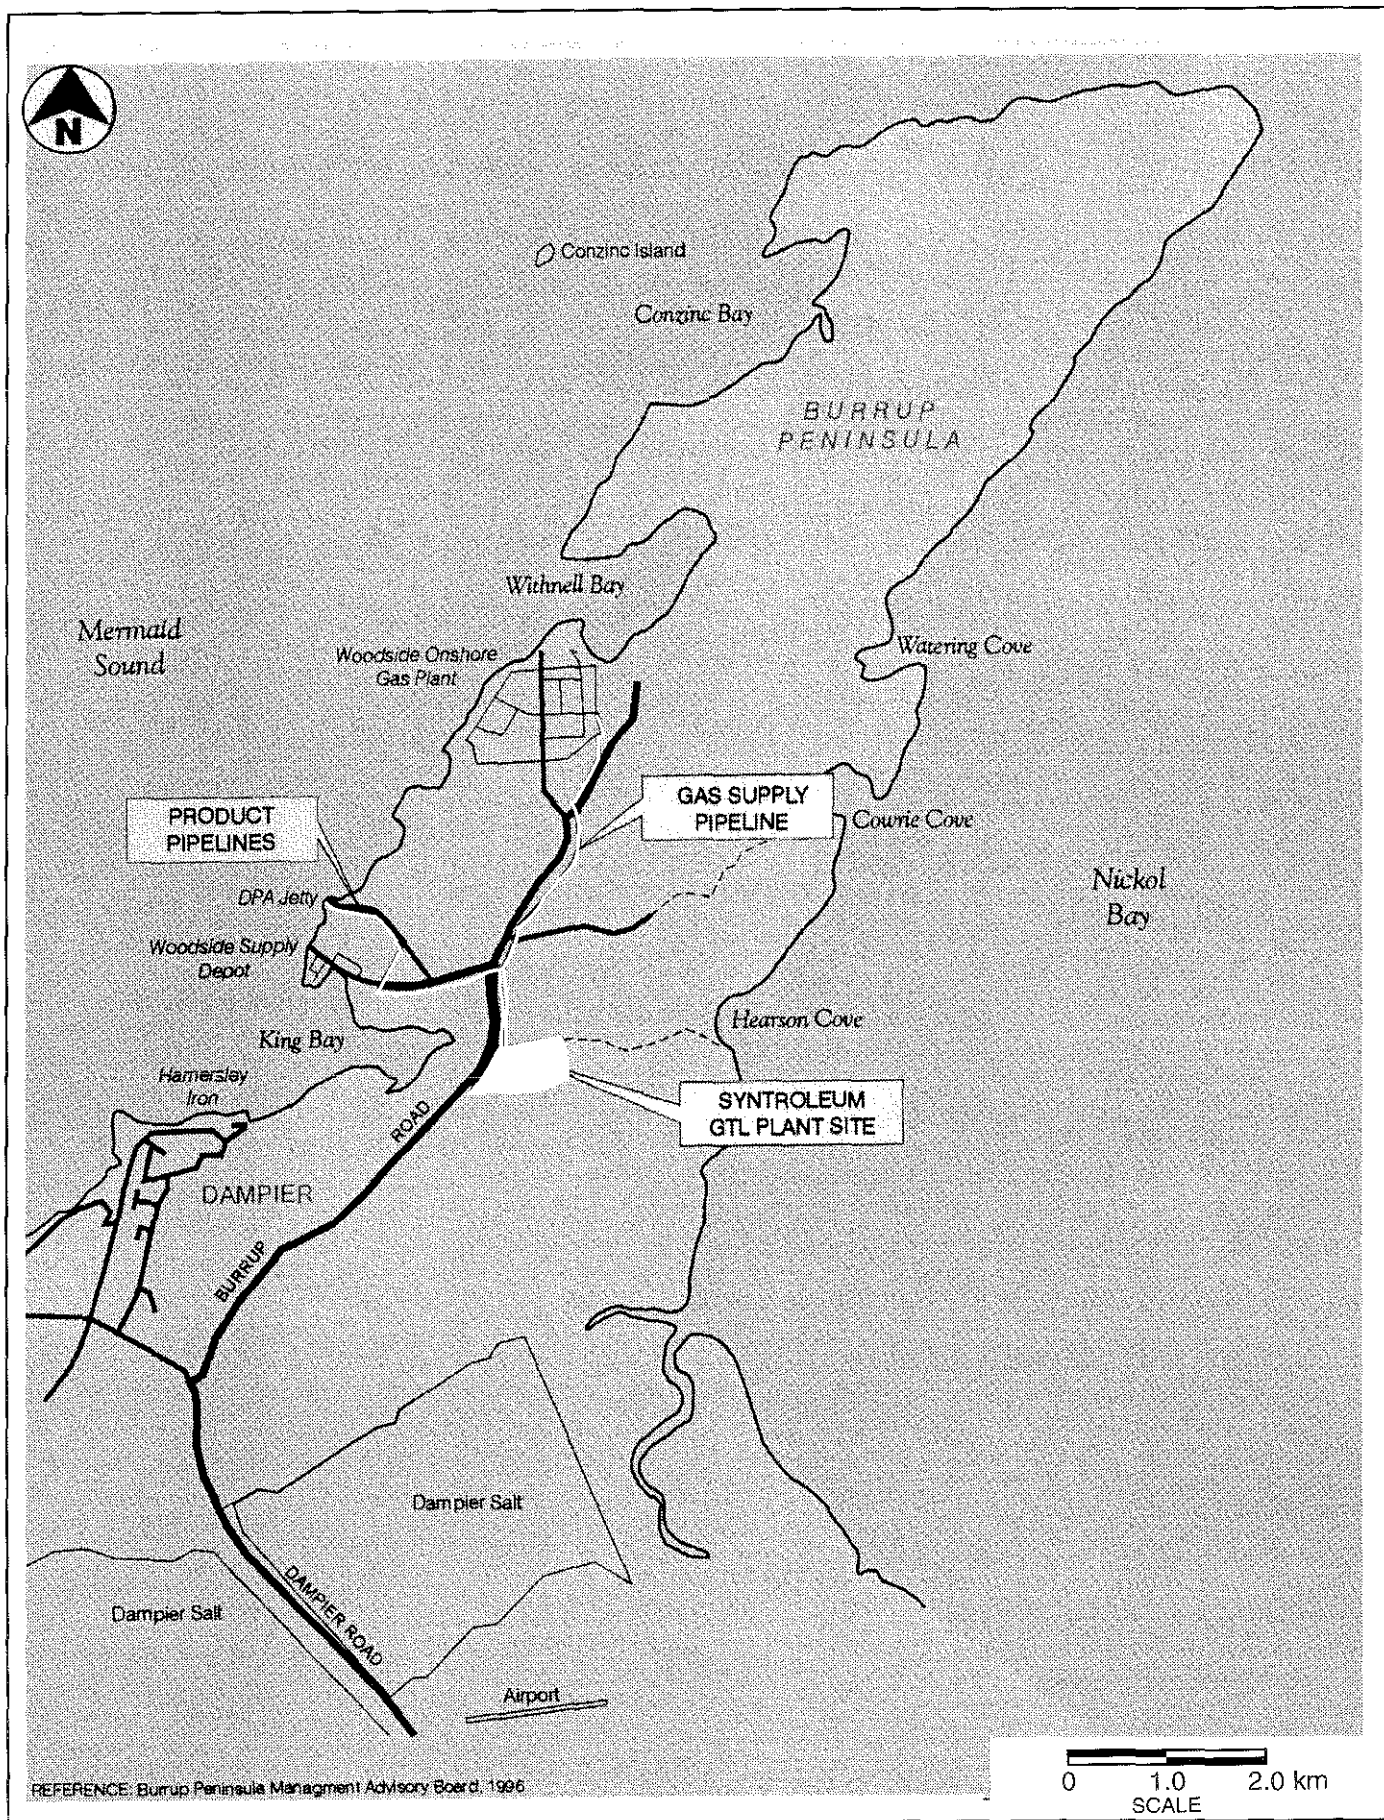 N
Conzinc Island
Conzinc Bay
BURRUP
PENINSULA
Withnell Bay
Mermaid
Sound
Woodside Onshore
Gas Plant
Watering Cove
GAS SUPPLY
PIPELINE
PRODUCT
PIPELINES
Cowrie Cove
Nickol
Bay
DPA Jetty
Woodside Supply
Depot
Hearson Cove
King Bay
Hamersley
Iron
SYNTROLEUM
GTL PLANT SITE
ROAD
DAMPIER
BURRUP
Dampier Salt
DAMPIER ROAD
Dampier Salt
Airport
REFERENCE: Burrup Peninsula Managment Advisory Board, 1996
0 1.0 2.0 km
SCALE